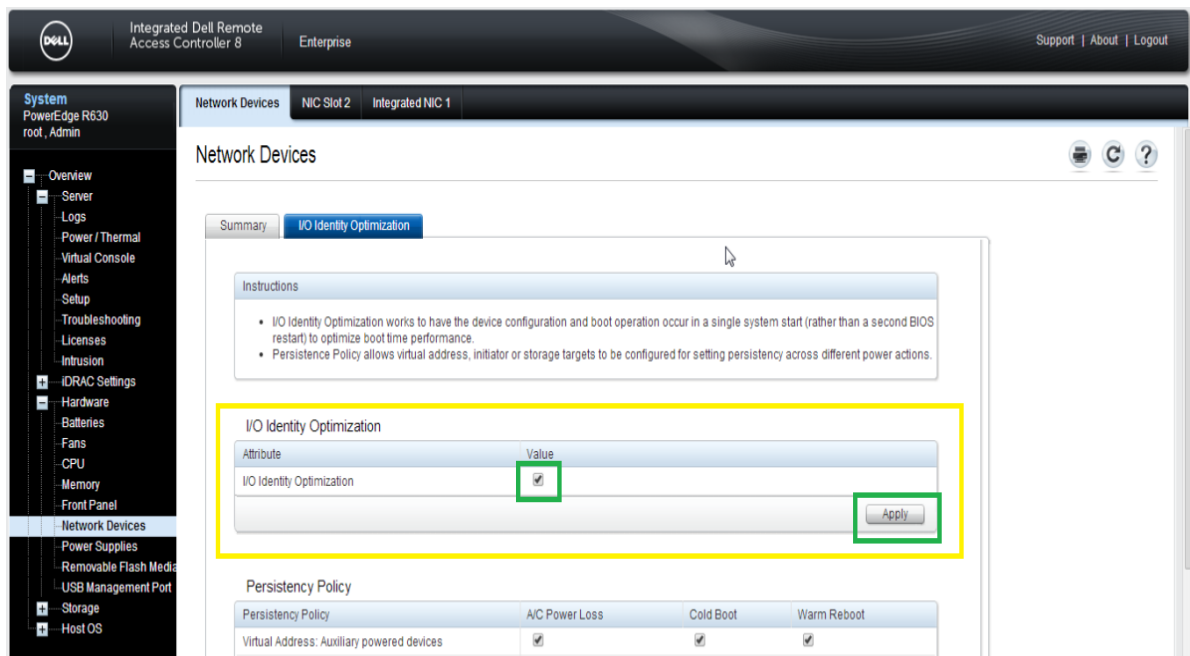 DELL
Integrated Dell Remote
Access Controller 8
Enterprise
Support | About | Logout
System
PowerEdge R630
root , Admin
Overview
Server
Logs
Power / Thermal
Virtual Console
Alerts
Setup
Troubleshooting
Licenses
Intrusion
iDRAC Settings
Hardware
Batteries
Fans
CPU
Memory
Front Panel
Network Devices
Power Supplies
Removable Flash Media
USB Management Port
Storage
Host OS
Network Devices NIC Slot 2 Integrated NIC 1
Network Devices
Summary I/O Identity Optimization
Instructions
• I/O Identity Optimization works to have the device configuration and boot operation occur in a single system start (rather than a second BIOS
restart) to optimize boot time performance.
• Persistence Policy allows virtual address, initiator or storage targets to be configured for setting persistency across different power actions.
I/O Identity Optimization
Attribute Value
I/O Identity Optimization
Apply
Persistency Policy
Persistency Policy A/C Power Loss Cold Boot Warm Reboot
Virtual Address: Auxiliary powered devices